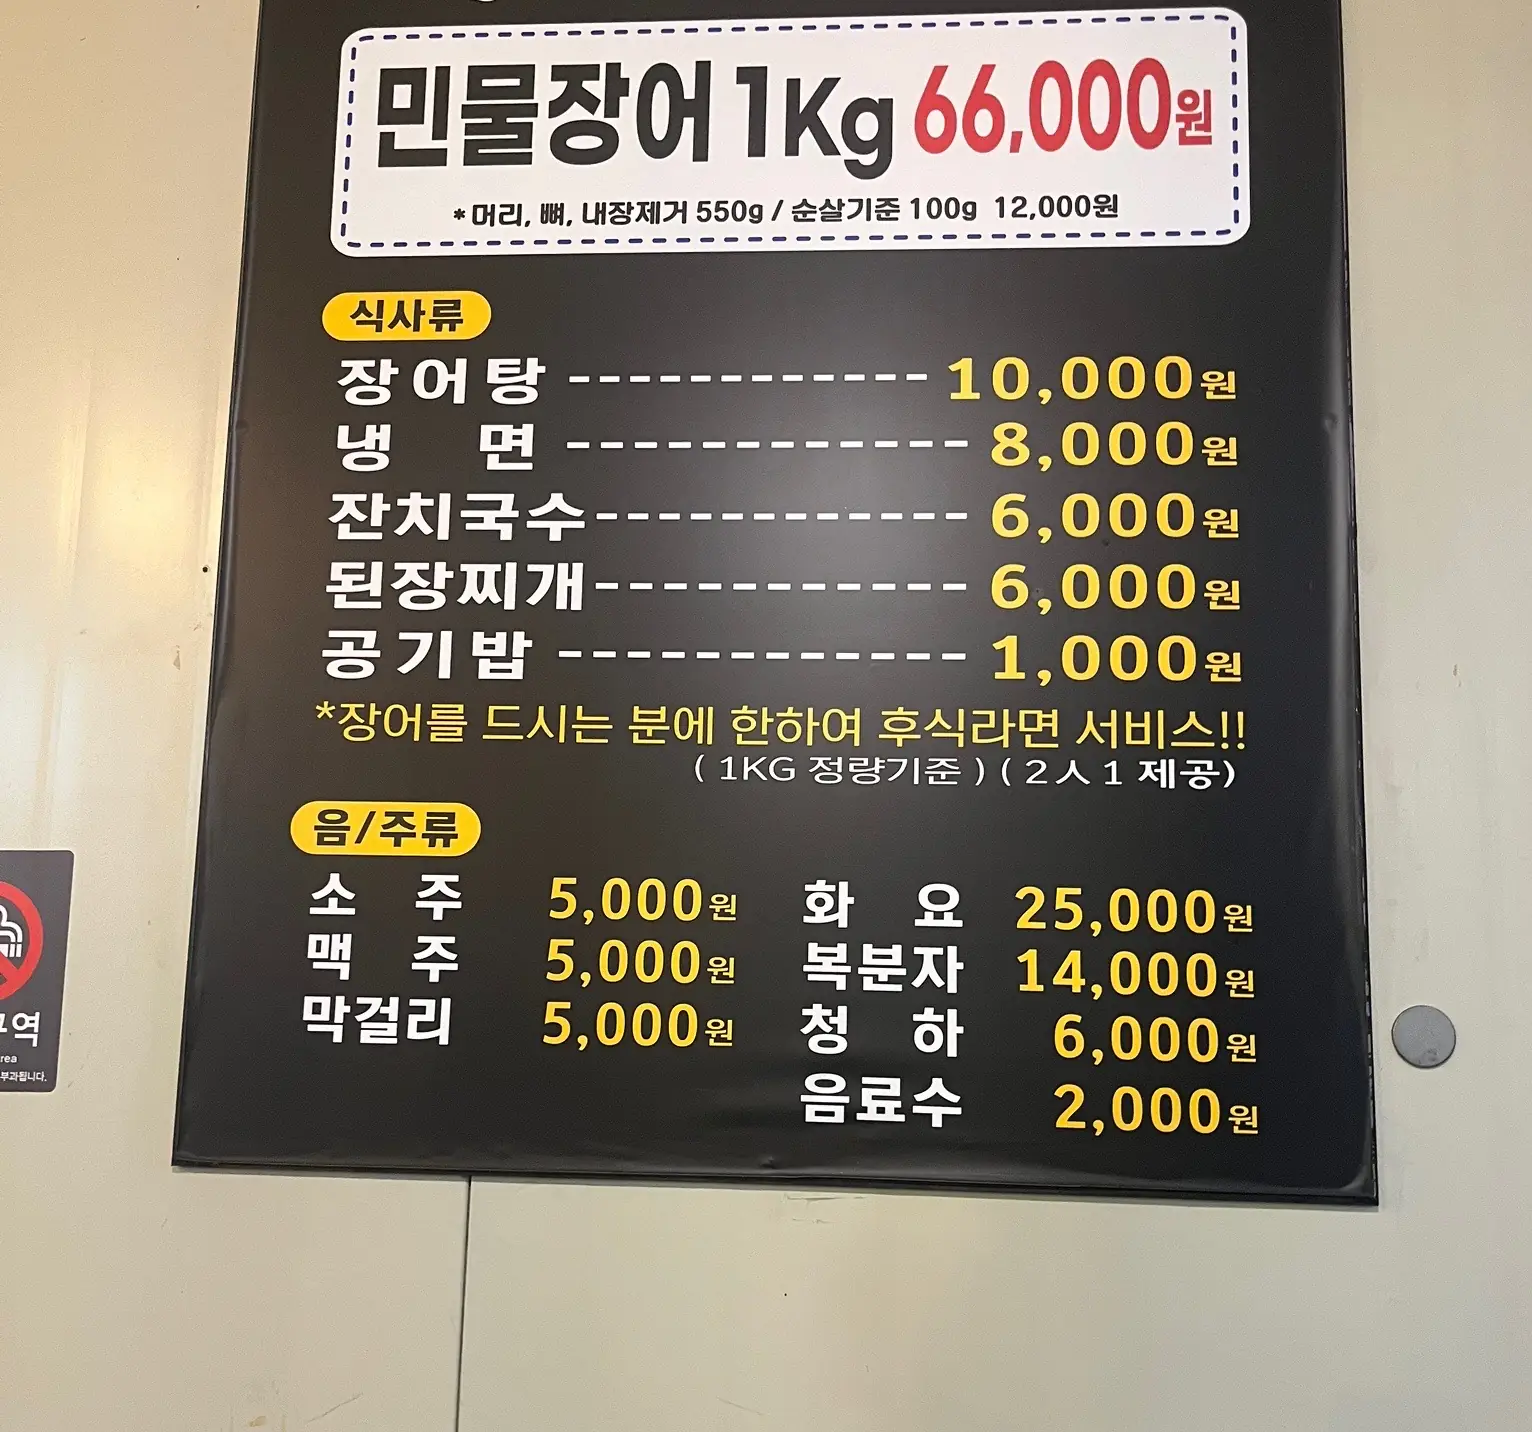 민물장어 1Kg 66,000원
*머리, 뼈, 내장제거 550g / 순살기준 100g 12,000원
식사류
장어탕 ------------ 10,000원
냉 면 ------------ 8,000원
잔치국수------------ 6,000원
된장찌개----------- 6,000원
공기밥 ------------ 1,000원
*장어를 드시는 분에 한하여 후식라면 서비스!!
( 1KG 정량기준 ) ( 2人 1 제공)
음/주류
소 주 5,000원 화 요 25,000원
맥 주 5,000원 복분자 14,000원
막걸리 5,000원 청 하 6,000원
음료수 2,000원
구역
rea
부과됩니다.